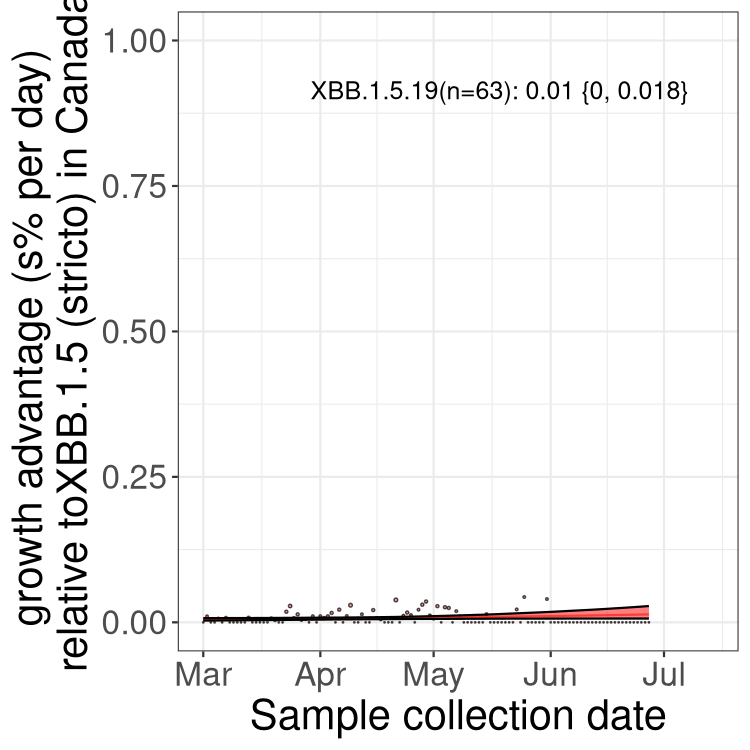 growth advantage (s% per day)
relative toXBB.1.5 (stricto) in Canada
1.00
0.75
0.50
0.25
0.00
XBB.1.5.19(n=63): 0.01 {0, 0.018}
Mar Apr May Jun Jul
Sample collection date